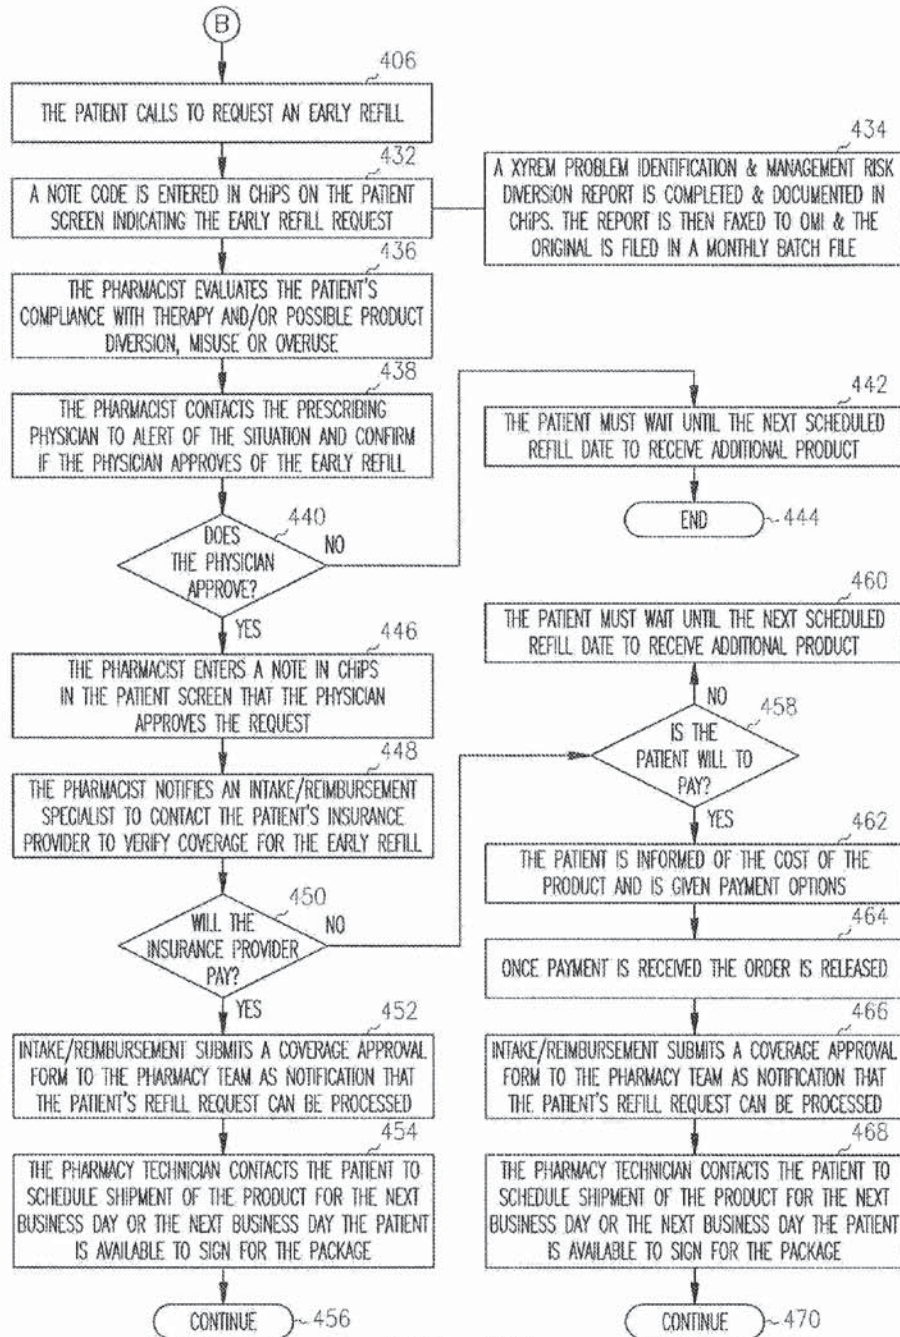 B
406
THE PATIENT CALLS TO REQUEST AN EARLY REFILL
432
A NOTE CODE IS ENTERED IN CHiPS ON THE PATIENT
SCREEN INDICATING THE EARLY REFILL REQUEST
434
A XYREM PROBLEM IDENTIFICATION & MANAGEMENT RISK
DIVERSION REPORT IS COMPLETED & DOCUMENTED IN
CHiPS. THE REPORT IS THEN FAXED TO OMI & THE
ORIGINAL IS FILED IN A MONTHLY BATCH FILE
436
THE PHARMACIST EVALUATES THE PATIENT'S
COMPLIANCE WITH THERAPY AND/OR POSSIBLE PRODUCT
DIVERSION, MISUSE OR OVERUSE
438
THE PHARMACIST CONTACTS THE PRESCRIBING
PHYSICIAN TO ALERT OF THE SITUATION AND CONFIRM
IF THE PHYSICIAN APPROVES OF THE EARLY REFILL
440
DOES
THE PHYSICIAN
APPROVE?
NO
442
THE PATIENT MUST WAIT UNTIL THE NEXT SCHEDULED
REFILL DATE TO RECEIVE ADDITIONAL PRODUCT
END
444
YES
446
THE PHARMACIST ENTERS A NOTE IN CHiPS
IN THE PATIENT SCREEN THAT THE PHYSICIAN
APPROVES THE REQUEST
448
THE PHARMACIST NOTIFIES AN INTAKE/REIMBURSEMENT
SPECIALIST TO CONTACT THE PATIENT'S INSURANCE
PROVIDER TO VERIFY COVERAGE FOR THE EARLY REFILL
450
WILL THE
INSURANCE PROVIDER
PAY?
NO
YES
452
INTAKE/REIMBURSEMENT SUBMITS A COVERAGE APPROVAL
FORM TO THE PHARMACY TEAM AS NOTIFICATION THAT
THE PATIENT'S REFILL REQUEST CAN BE PROCESSED
454
THE PHARMACY TECHNICIAN CONTACTS THE PATIENT TO
SCHEDULE SHIPMENT OF THE PRODUCT FOR THE NEXT
BUSINESS DAY OR THE NEXT BUSINESS DAY THE PATIENT
IS AVAILABLE TO SIGN FOR THE PACKAGE
CONTINUE
456
460
THE PATIENT MUST WAIT UNTIL THE NEXT SCHEDULED
REFILL DATE TO RECEIVE ADDITIONAL PRODUCT
NO
458
IS THE
PATIENT WILL TO
PAY?
YES
462
THE PATIENT IS INFORMED OF THE COST OF THE
PRODUCT AND IS GIVEN PAYMENT OPTIONS
464
ONCE PAYMENT IS RECEIVED THE ORDER IS RELEASED
466
INTAKE/REIMBURSEMENT SUBMITS A COVERAGE APPROVAL
FORM TO THE PHARMACY TEAM AS NOTIFICATION THAT
THE PATIENT'S REFILL REQUEST CAN BE PROCESSED
468
THE PHARMACY TECHNICIAN CONTACTS THE PATIENT TO
SCHEDULE SHIPMENT OF THE PRODUCT FOR THE NEXT
BUSINESS DAY OR THE NEXT BUSINESS DAY THE PATIENT
IS AVAILABLE TO SIGN FOR THE PACKAGE
CONTINUE
470